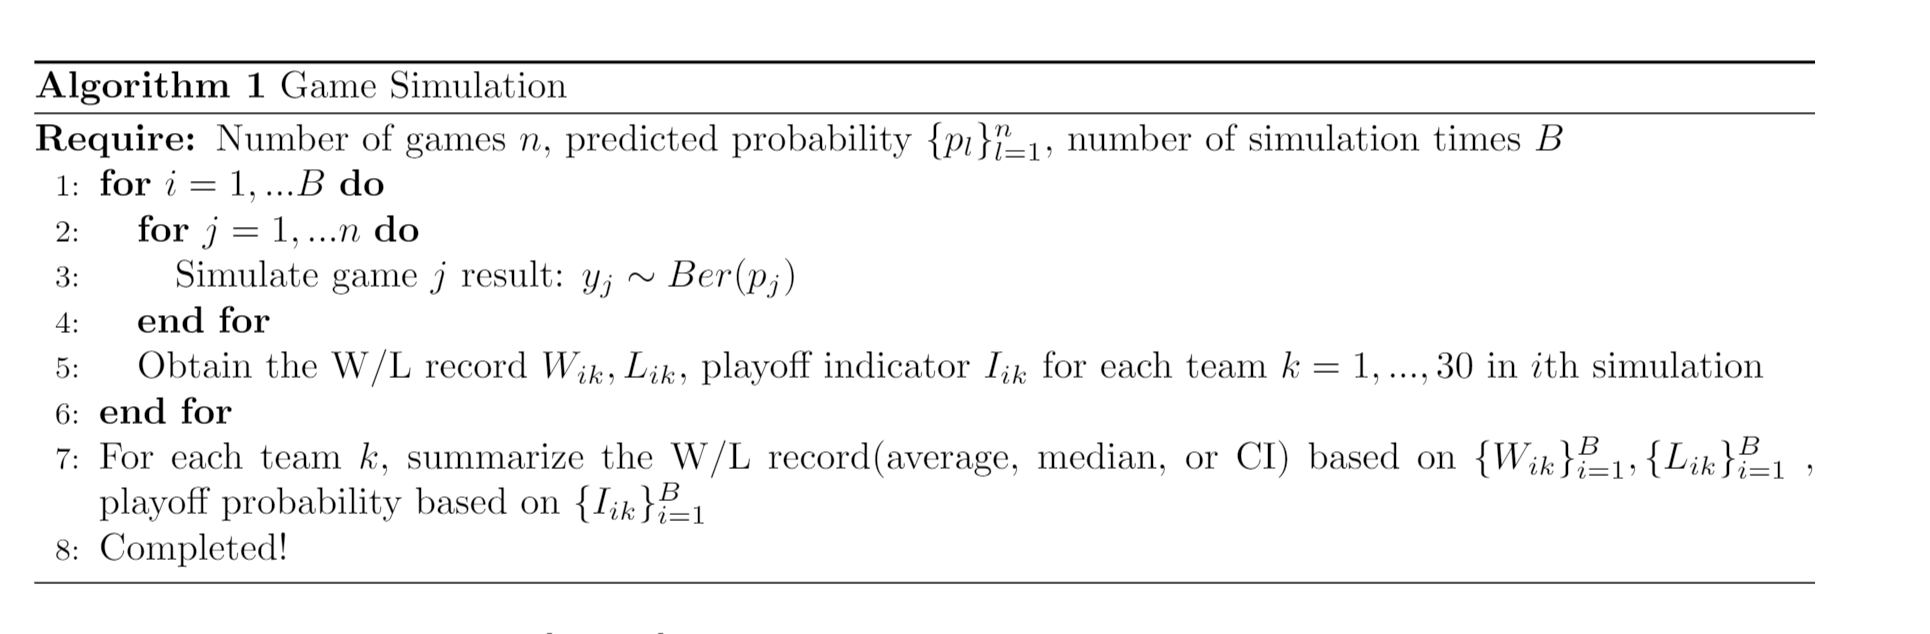 Algorithm 1 Game Simulation
Require: Number of games n, predicted probability {p_l}_{l=1}^n, number of simulation times B
1: for i = 1, ...B do
2: for j = 1, ...n do
3: Simulate game j result: y_j ∼ Ber(p_j)
4: end for
5: Obtain the W/L record W_{ik}, L_{ik}, playoff indicator I_{ik} for each team k = 1, ..., 30 in ith simulation
6: end for
7: For each team k, summarize the W/L record(average, median, or CI) based on {W_{ik}}_{i=1}^B, {L_{ik}}_{i=1}^B ,
playoff probability based on {I_{ik}}_{i=1}^B
8: Completed!